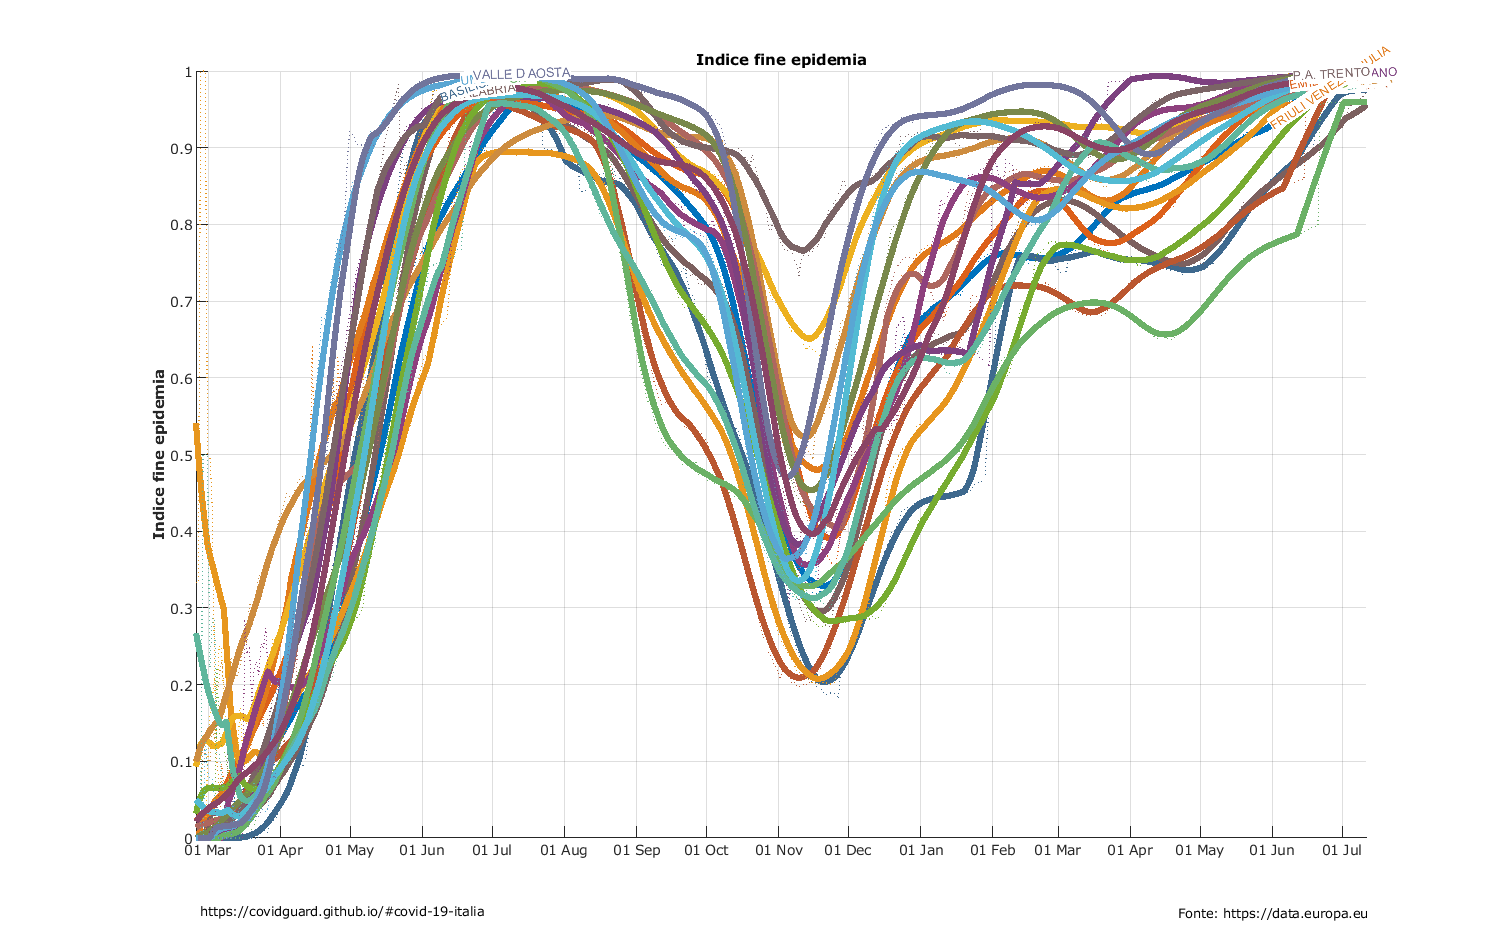 Indice fine epidemia
1
0.9
0.8
0.7
0.6
0.5
0.4
0.3
0.2
0.1
0
Indice fine epidemia
VALLE D'AOSTA
P.A. TRENTO
01 Mar 01 Apr 01 May 01 Jun 01 Jul 01 Aug 01 Sep 01 Oct 01 Nov 01 Dec 01 Jan 01 Feb 01 Mar 01 Apr 01 May 01 Jun 01 Jul
https://covidguard.github.io/#covid-19-italia
Fonte: https://data.europa.eu